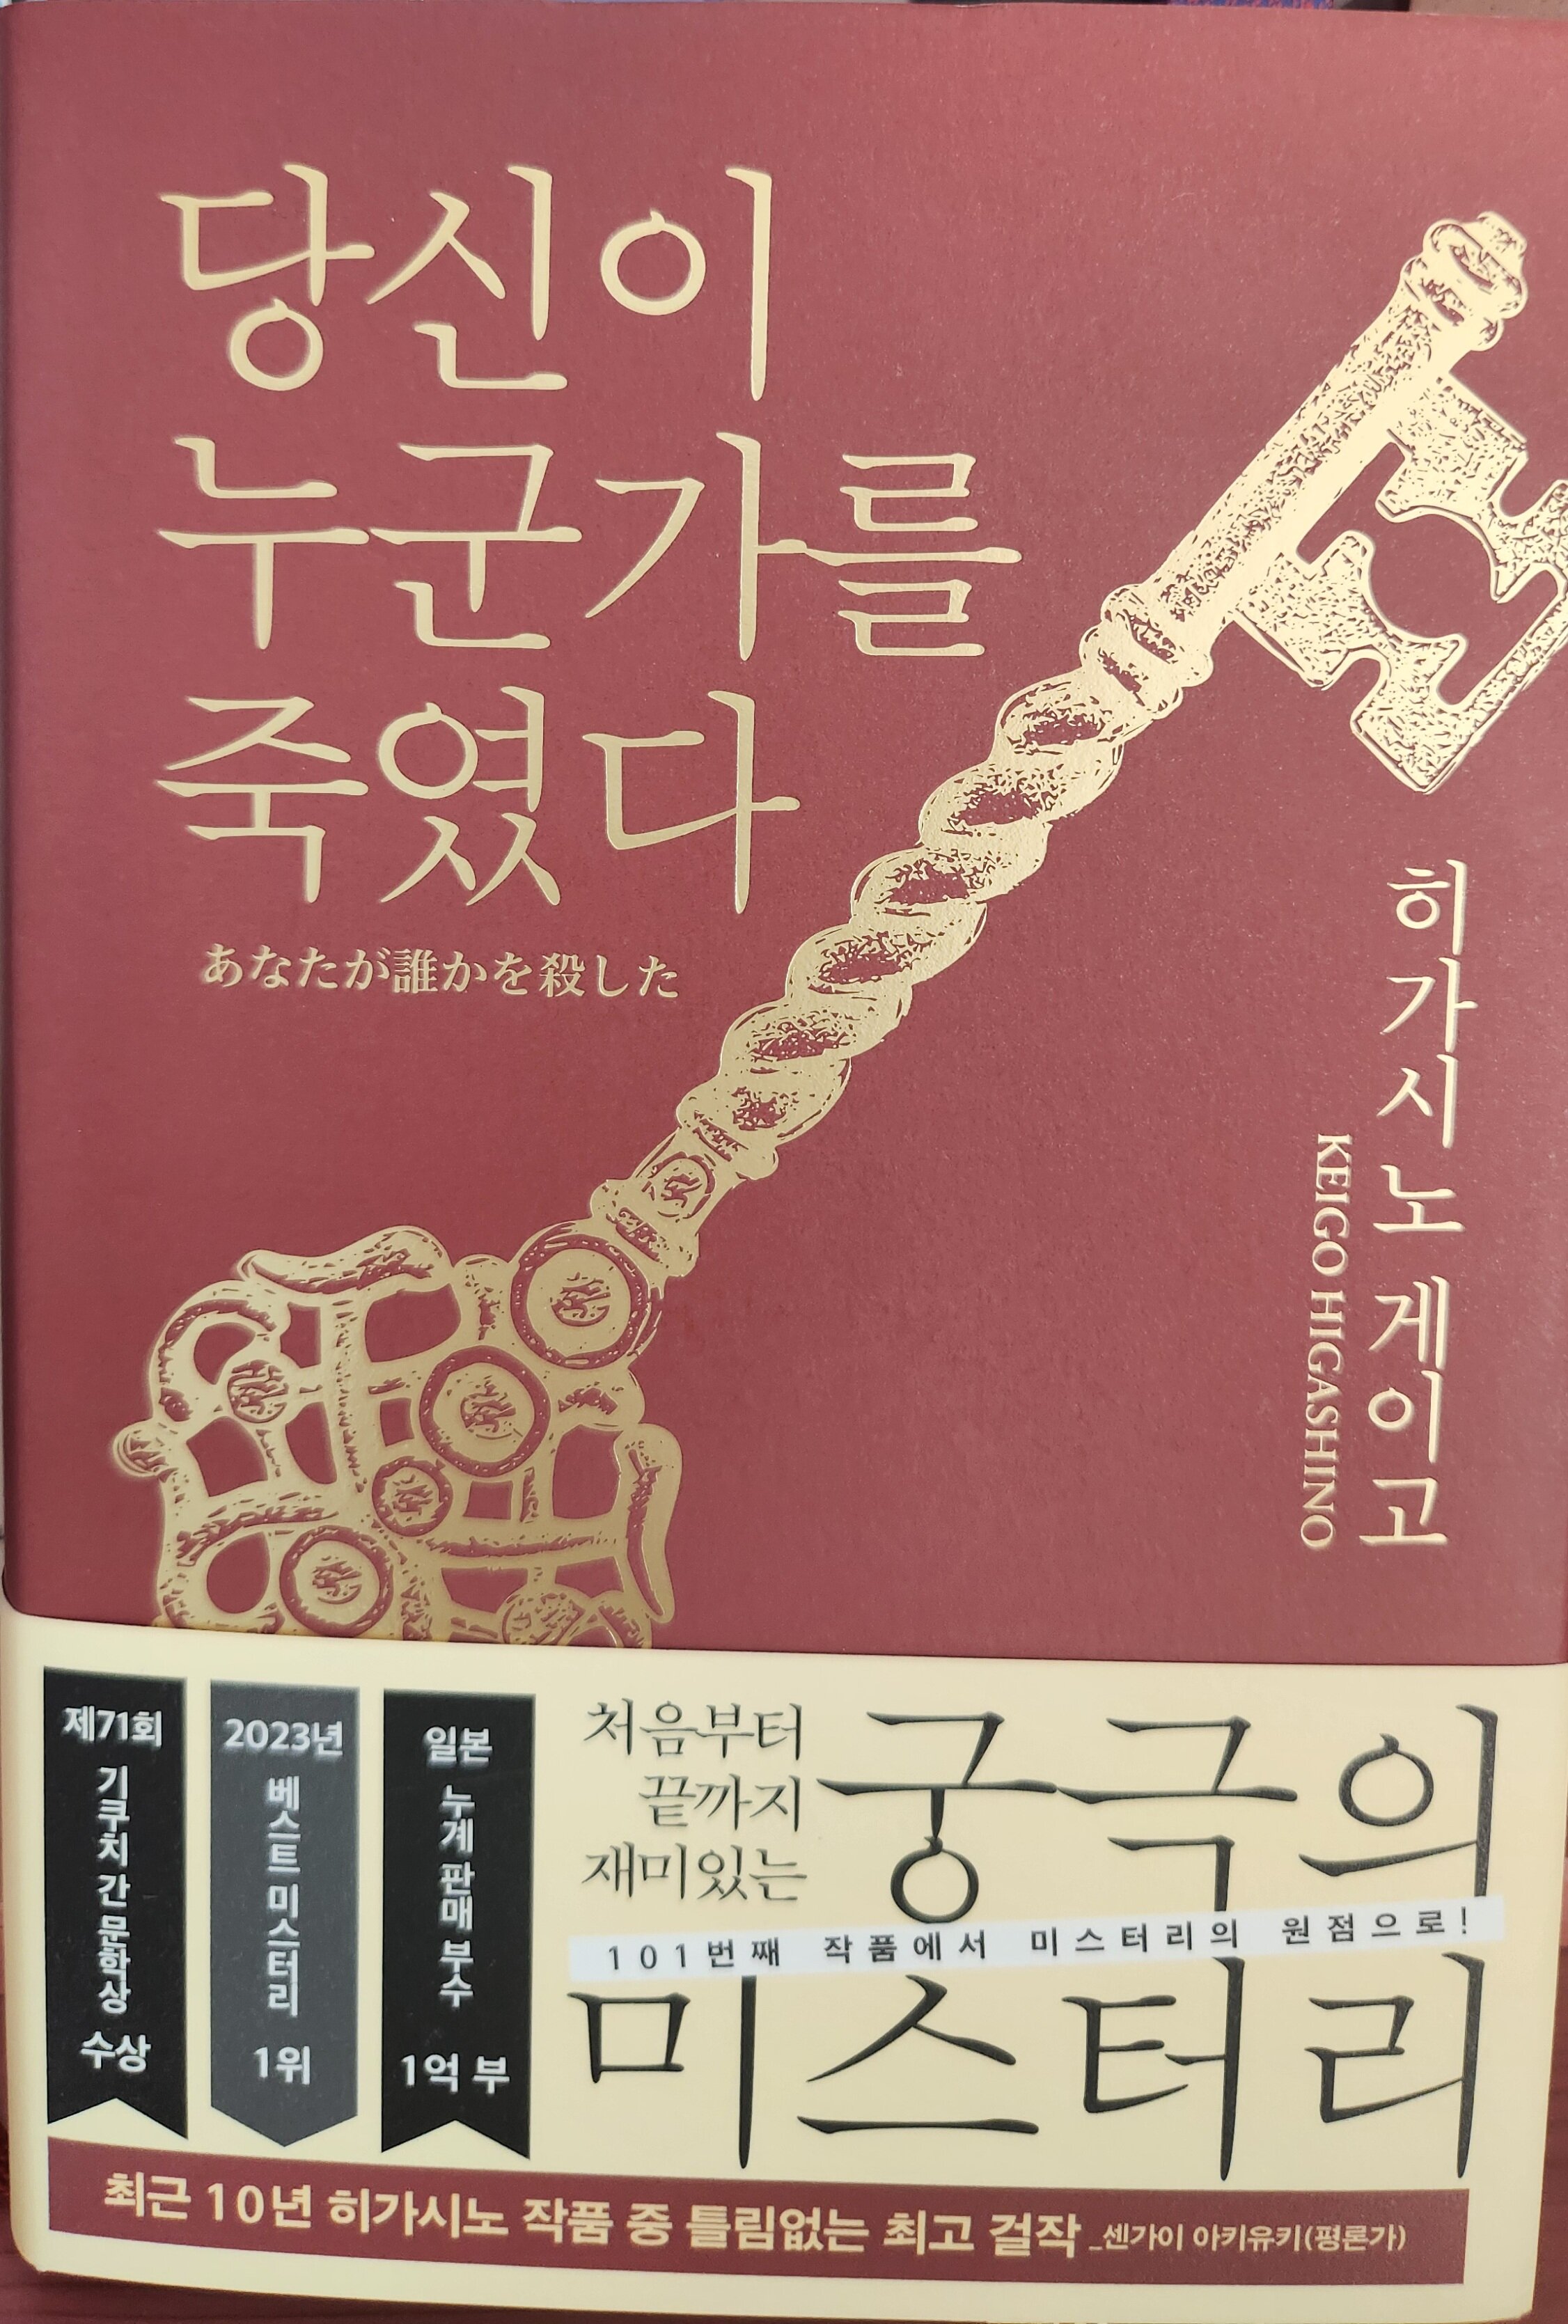 당신이
누군가를
죽였다
あなたが誰かを殺した
히가시노 게이고
KEIGO HIGASHINO
제71회
기쿠치 간 문학상
수상
2023년
베스트 미스터리
1위
일본
누계 판매 부수
1억 부
처음부터
끝까지
재미있는
궁극의
101번째 작품에서 미스터리의 원점으로!
미스터리
최근 10년 히가시노 작품 중 틀림없는 최고 걸작 _센가이 아키유키(평론가)